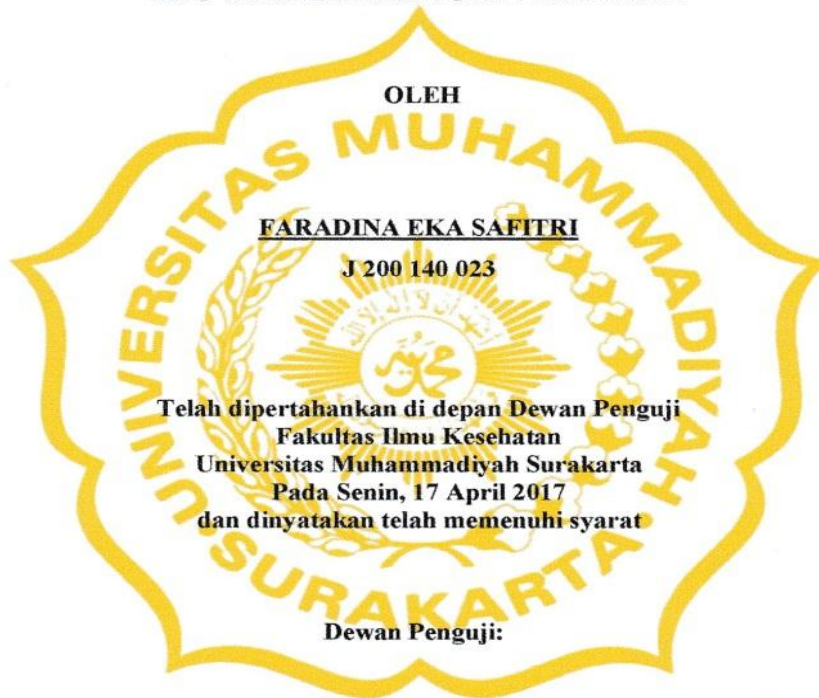 OLEH
UNIVERSITAS MUHAMMADIYAH
SURAKARTA
FARADINA EKA SAFITRI
J 200 140 023
محمد
Telah dipertahankan di depan Dewan Penguji
Fakultas Ilmu Kesehatan
Universitas Muhammadiyah Surakarta
Pada Senin, 17 April 2017
dan dinyatakan telah memenuhi syarat
Dewan Penguji: